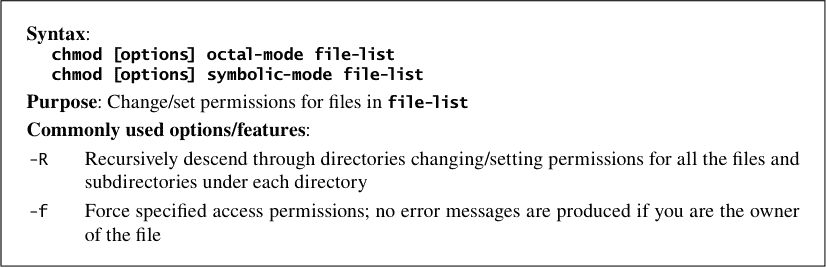 Syntax:
chmod [options] octal-mode file-list
chmod [options] symbolic-mode file-list
Purpose: Change/set permissions for files in file-list
Commonly used options/features:
-R Recursively descend through directories changing/setting permissions for all the files and
subdirectories under each directory
-f Force specified access permissions; no error messages are produced if you are the owner
of the file